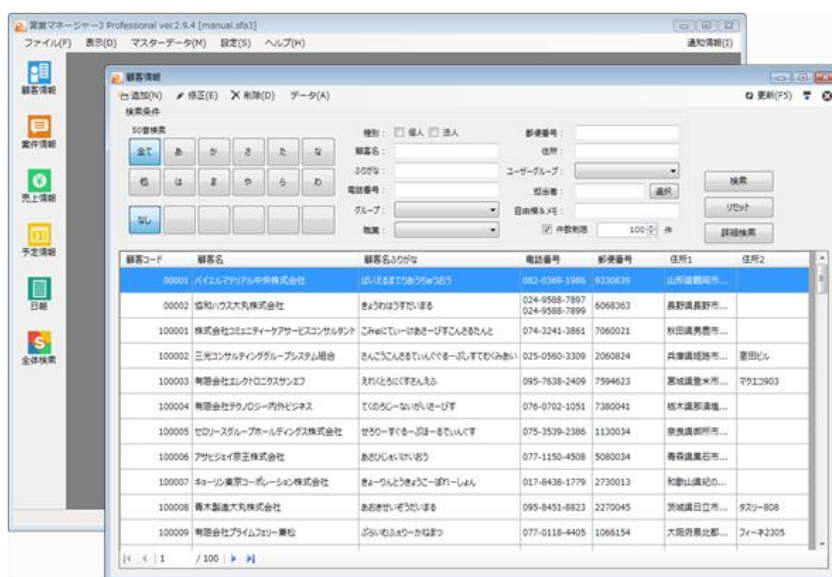 営業マネージャー3 Professional ver.2.9.4 [manual.sfa3]
ファイル(F) 表示(D) マスターデータ(M) 設定(S) ヘルプ(H) 通知情報(I)
顧客情報
案件情報
売上情報
予定情報
日報
全体検索
顧客情報
追加(N) 修正(E) 削除(D) データ(A) 更新(F5)
検索条件
50音検索
全て あ か さ た な
他 は ま や ら わ
なし
種別: 個人 法人
顧客名:
ふりがな:
電話番号:
グループ:
職業:
郵便番号:
住所:
ユーザーグループ:
担当者: 選択
自由欄&メモ:
件数制限 100 件
検索
リセット
詳細検索
顧客コード 顧客名 顧客名ふりがな 電話番号 郵便番号 住所1 住所2
00001 バイエルマテリアル中央株式会社 ばいえるまてりあうちゅうおう 082-0369-1986 9330839 山形県鶴岡市...
00002 協和ハウス大丸株式会社 きょうわはうすだいまる 024-9588-7897 024-9588-7899 6068363 長野県長野市...
100001 株式会社コミュニティーケアサービスコンサルタント こみゅにてぃーけあさーびすこんさるたんと 074-3241-3861 7060021 秋田県男鹿市...
100002 三光コンサルティンググループシステム組合 さんこうこんさるてぃんぐぐるーぷしすてむくみあい 025-0560-3309 2060824 兵庫県姫路市... 里田ビル
100003 有限会社エレクトロニクスサンエフ えれくとろにくすさんえふ 095-7638-2409 7594623 宮城県登米市... マクエコ903
100004 有限会社テクノロジー内外ビジネス てくのろじーないがいびじねす 076-0702-1051 7380041 栃木県那須塩...
100005 セロリースグループホールディングス株式会社 せろりーすぐるーぷほーるでぃんぐす 075-3539-2386 1130034 奈良県御所市...
100006 アサヒジェイ京王株式会社 あさひじぇいけいおう 077-1150-4508 5080034 青森県黒石市...
100007 キョーリン東京コーポレーション株式会社 きょーりんとうきょうこーぽれーしょん 017-8438-1779 2730013 和歌山県紀の...
100008 青木製造大丸株式会社 あおきせいぞうだいまる 095-8451-8823 2270045 茨城県日立市... タスリー808
100009 有限会社プライムフェリー兼松 ぷらいむふぇりーかねまつ 077-0118-4405 1066154 大阪府泉北郡... フィーネ2305
1 / 100